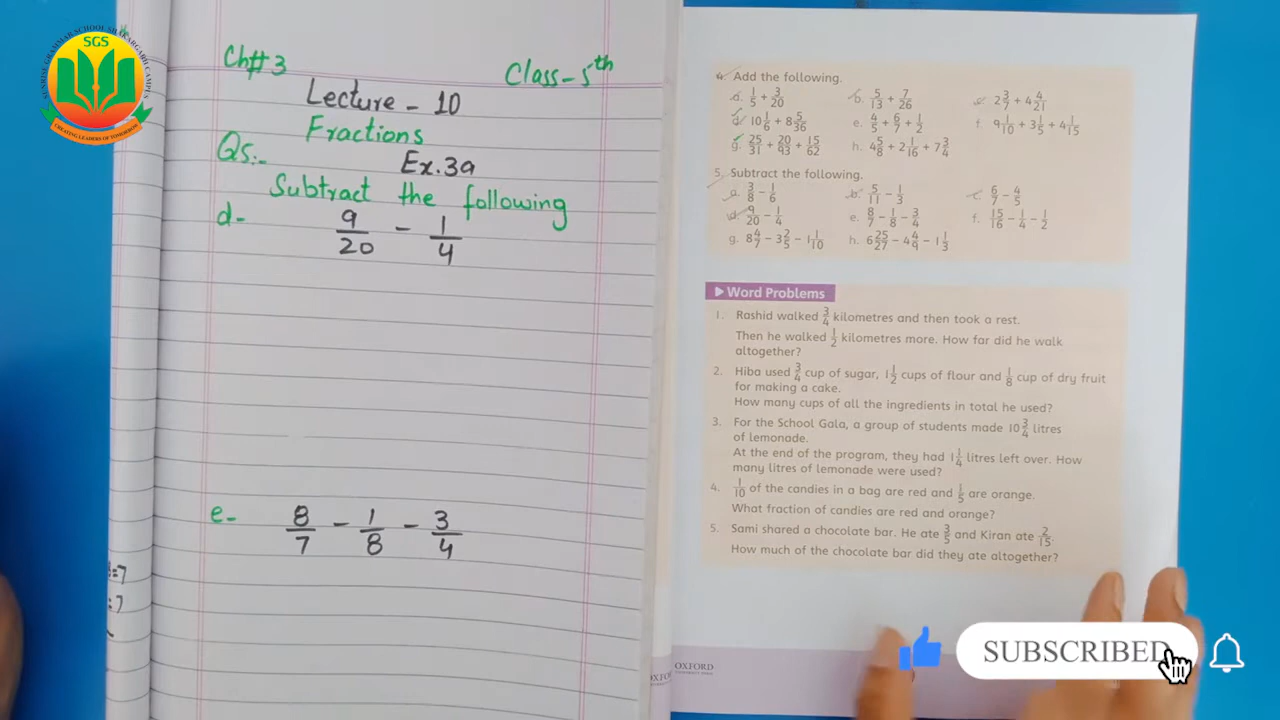 SUNRISE GRAMMAR SCHOOL SHAKARGARH CAMPUS
SGS
CREATING LEADERS OF TOMORROW
Ch# 3
Class-5th
Lecture - 10
Fractions
Qs:-
Ex.3a
Subtract the following
d- 9/20 - 1/4
e- 8/7 - 1/8 - 3/4
:=7
:=7
4. Add the following.
a. 1/5 + 3/20 b. 5/13 + 7/26 c. 2 3/7 + 4 4/21
d. 10 1/6 + 8 5/36 e. 4/5 + 6/7 + 1/2 f. 9 1/10 + 3 1/5 + 4 1/15
g. 25/31 + 20/93 + 15/62 h. 4 5/8 + 2 1/16 + 7 3/4
5. Subtract the following.
a. 3/8 - 1/6 b. 5/11 - 1/3 c. 6/7 - 4/5
d. 9/20 - 1/4 e. 8/7 - 1/8 - 3/4 f. 15/16 - 1/4 - 1/2
g. 8 4/7 - 3 2/5 - 1 1/10 h. 6 25/27 - 4 4/9 - 1 1/3
▶ Word Problems
1. Rashid walked 3/4 kilometres and then took a rest.
Then he walked 1/2 kilometres more. How far did he walk
altogether?
2. Hiba used 3/4 cup of sugar, 1 1/2 cups of flour and 1/8 cup of dry fruit
for making a cake.
How many cups of all the ingredients in total he used?
3. For the School Gala, a group of students made 10 3/4 litres
of lemonade.
At the end of the program, they had 1 1/4 litres left over. How
many litres of lemonade were used?
4. 1/10 of the candies in a bag are red and 1/5 are orange.
What fraction of candies are red and orange?
5. Sami shared a chocolate bar. He ate 3/5 and Kiran ate 2/15.
How much of the chocolate bar did they ate altogether?
OXFORD
UNIVERSITY PRESS
OXFO
SUBSCRIBED